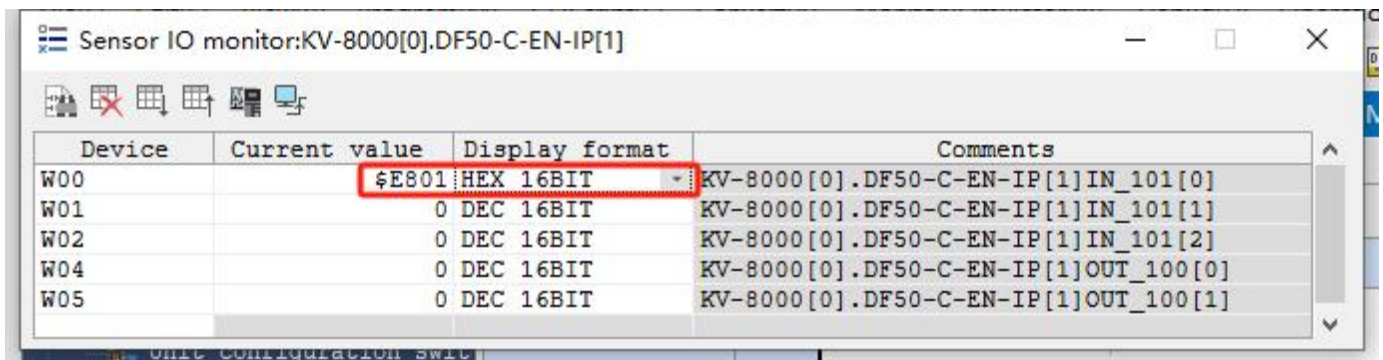 Sensor IO monitor:KV-8000[0].DF50-C-EN-IP[1]
Device Current value Display format Comments
W00 $E801 HEX 16BIT KV-8000[0].DF50-C-EN-IP[1]IN_101[0]
W01 0 DEC 16BIT KV-8000[0].DF50-C-EN-IP[1]IN_101[1]
W02 0 DEC 16BIT KV-8000[0].DF50-C-EN-IP[1]IN_101[2]
W04 0 DEC 16BIT KV-8000[0].DF50-C-EN-IP[1]OUT_100[0]
W05 0 DEC 16BIT KV-8000[0].DF50-C-EN-IP[1]OUT_100[1]
Unit configuration swit